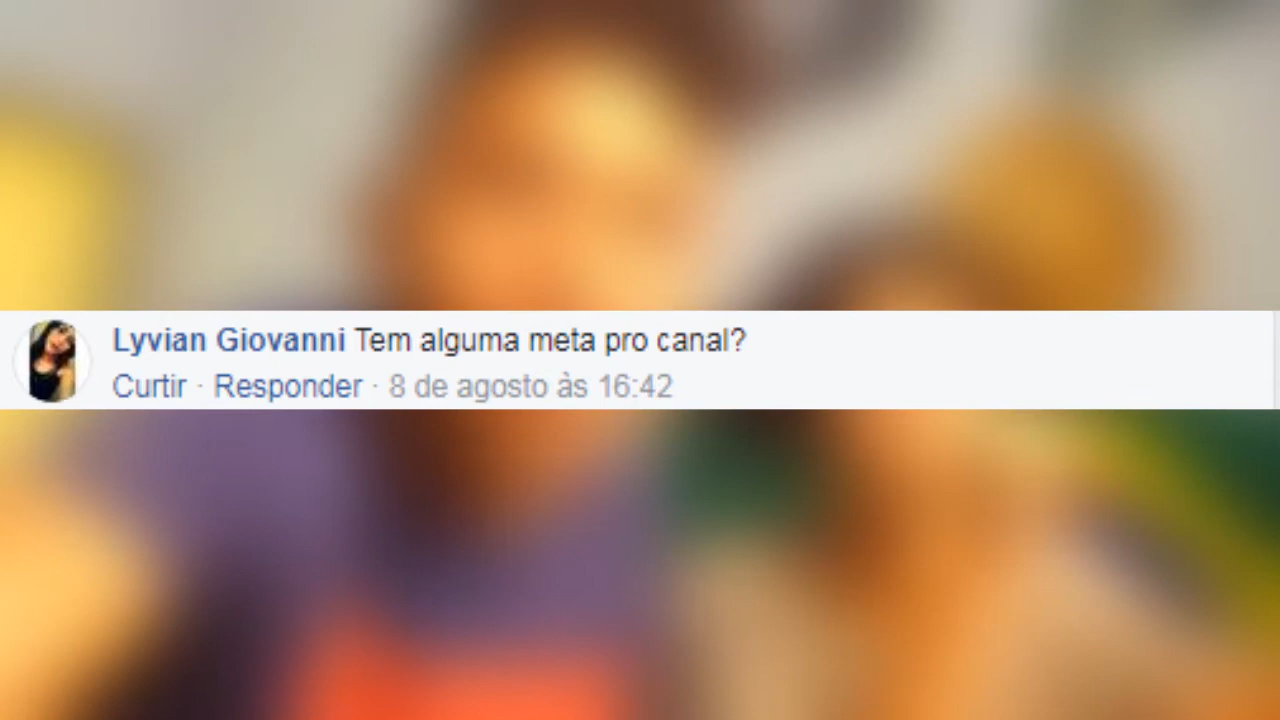 Lyvian Giovanni Tem alguma meta pro canal?
Curtir · Responder · 8 de agosto às 16:42